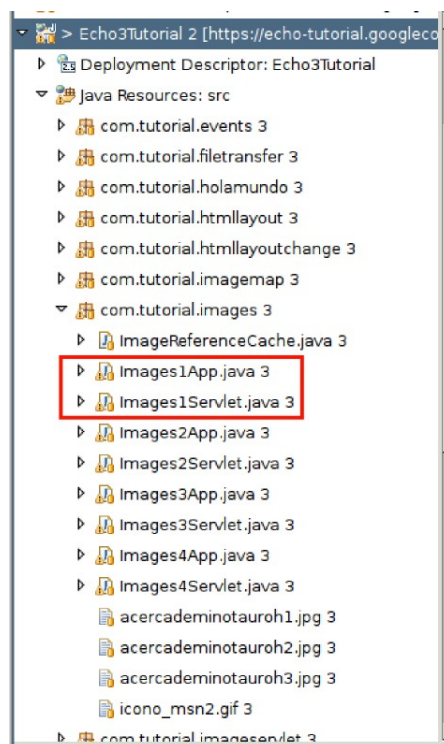 > Echo3Tutorial 2 [https://echo-tutorial.googleco
Deployment Descriptor: Echo3Tutorial
Java Resources: src
com.tutorial.events 3
com.tutorial.filetransfer 3
com.tutorial.holamundo 3
com.tutorial.htmllayout 3
com.tutorial.htmllayoutchange 3
com.tutorial.imagemap 3
com.tutorial.images 3
ImageReferenceCache.java 3
Images1App.java 3
Images1Servlet.java 3
Images2App.java 3
Images2Servlet.java 3
Images3App.java 3
Images3Servlet.java 3
Images4App.java 3
Images4Servlet.java 3
acercademinotauroh1.jpg 3
acercademinotauroh2.jpg 3
acercademinotauroh3.jpg 3
icono_msn2.gif 3
com.tutorial.imageservlet 3